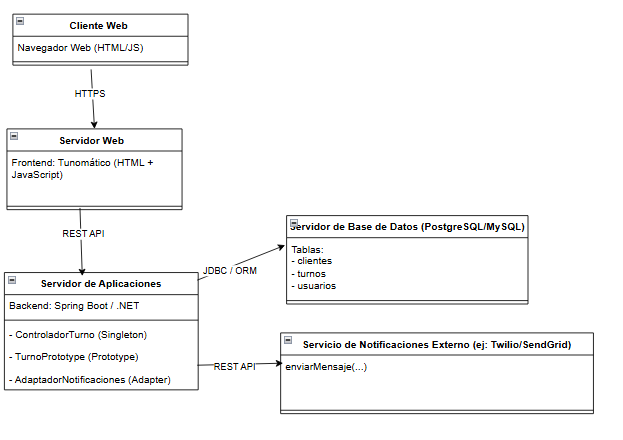 Cliente Web
Navegador Web (HTML/JS)
HTTPS
Servidor Web
Frontend: Tunomático (HTML +
JavaScript)
REST API
Servidor de Base de Datos (PostgreSQL/MySQL)
Tablas:
- clientes
- turnos
- usuarios
JDBC / ORM
Servidor de Aplicaciones
Backend: Spring Boot / .NET
- ControladorTurno (Singleton)
- TurnoPrototype (Prototype)
- AdaptadorNotificaciones (Adapter)
REST API
Servicio de Notificaciones Externo (ej: Twilio/SendGrid)
enviarMensaje(...)